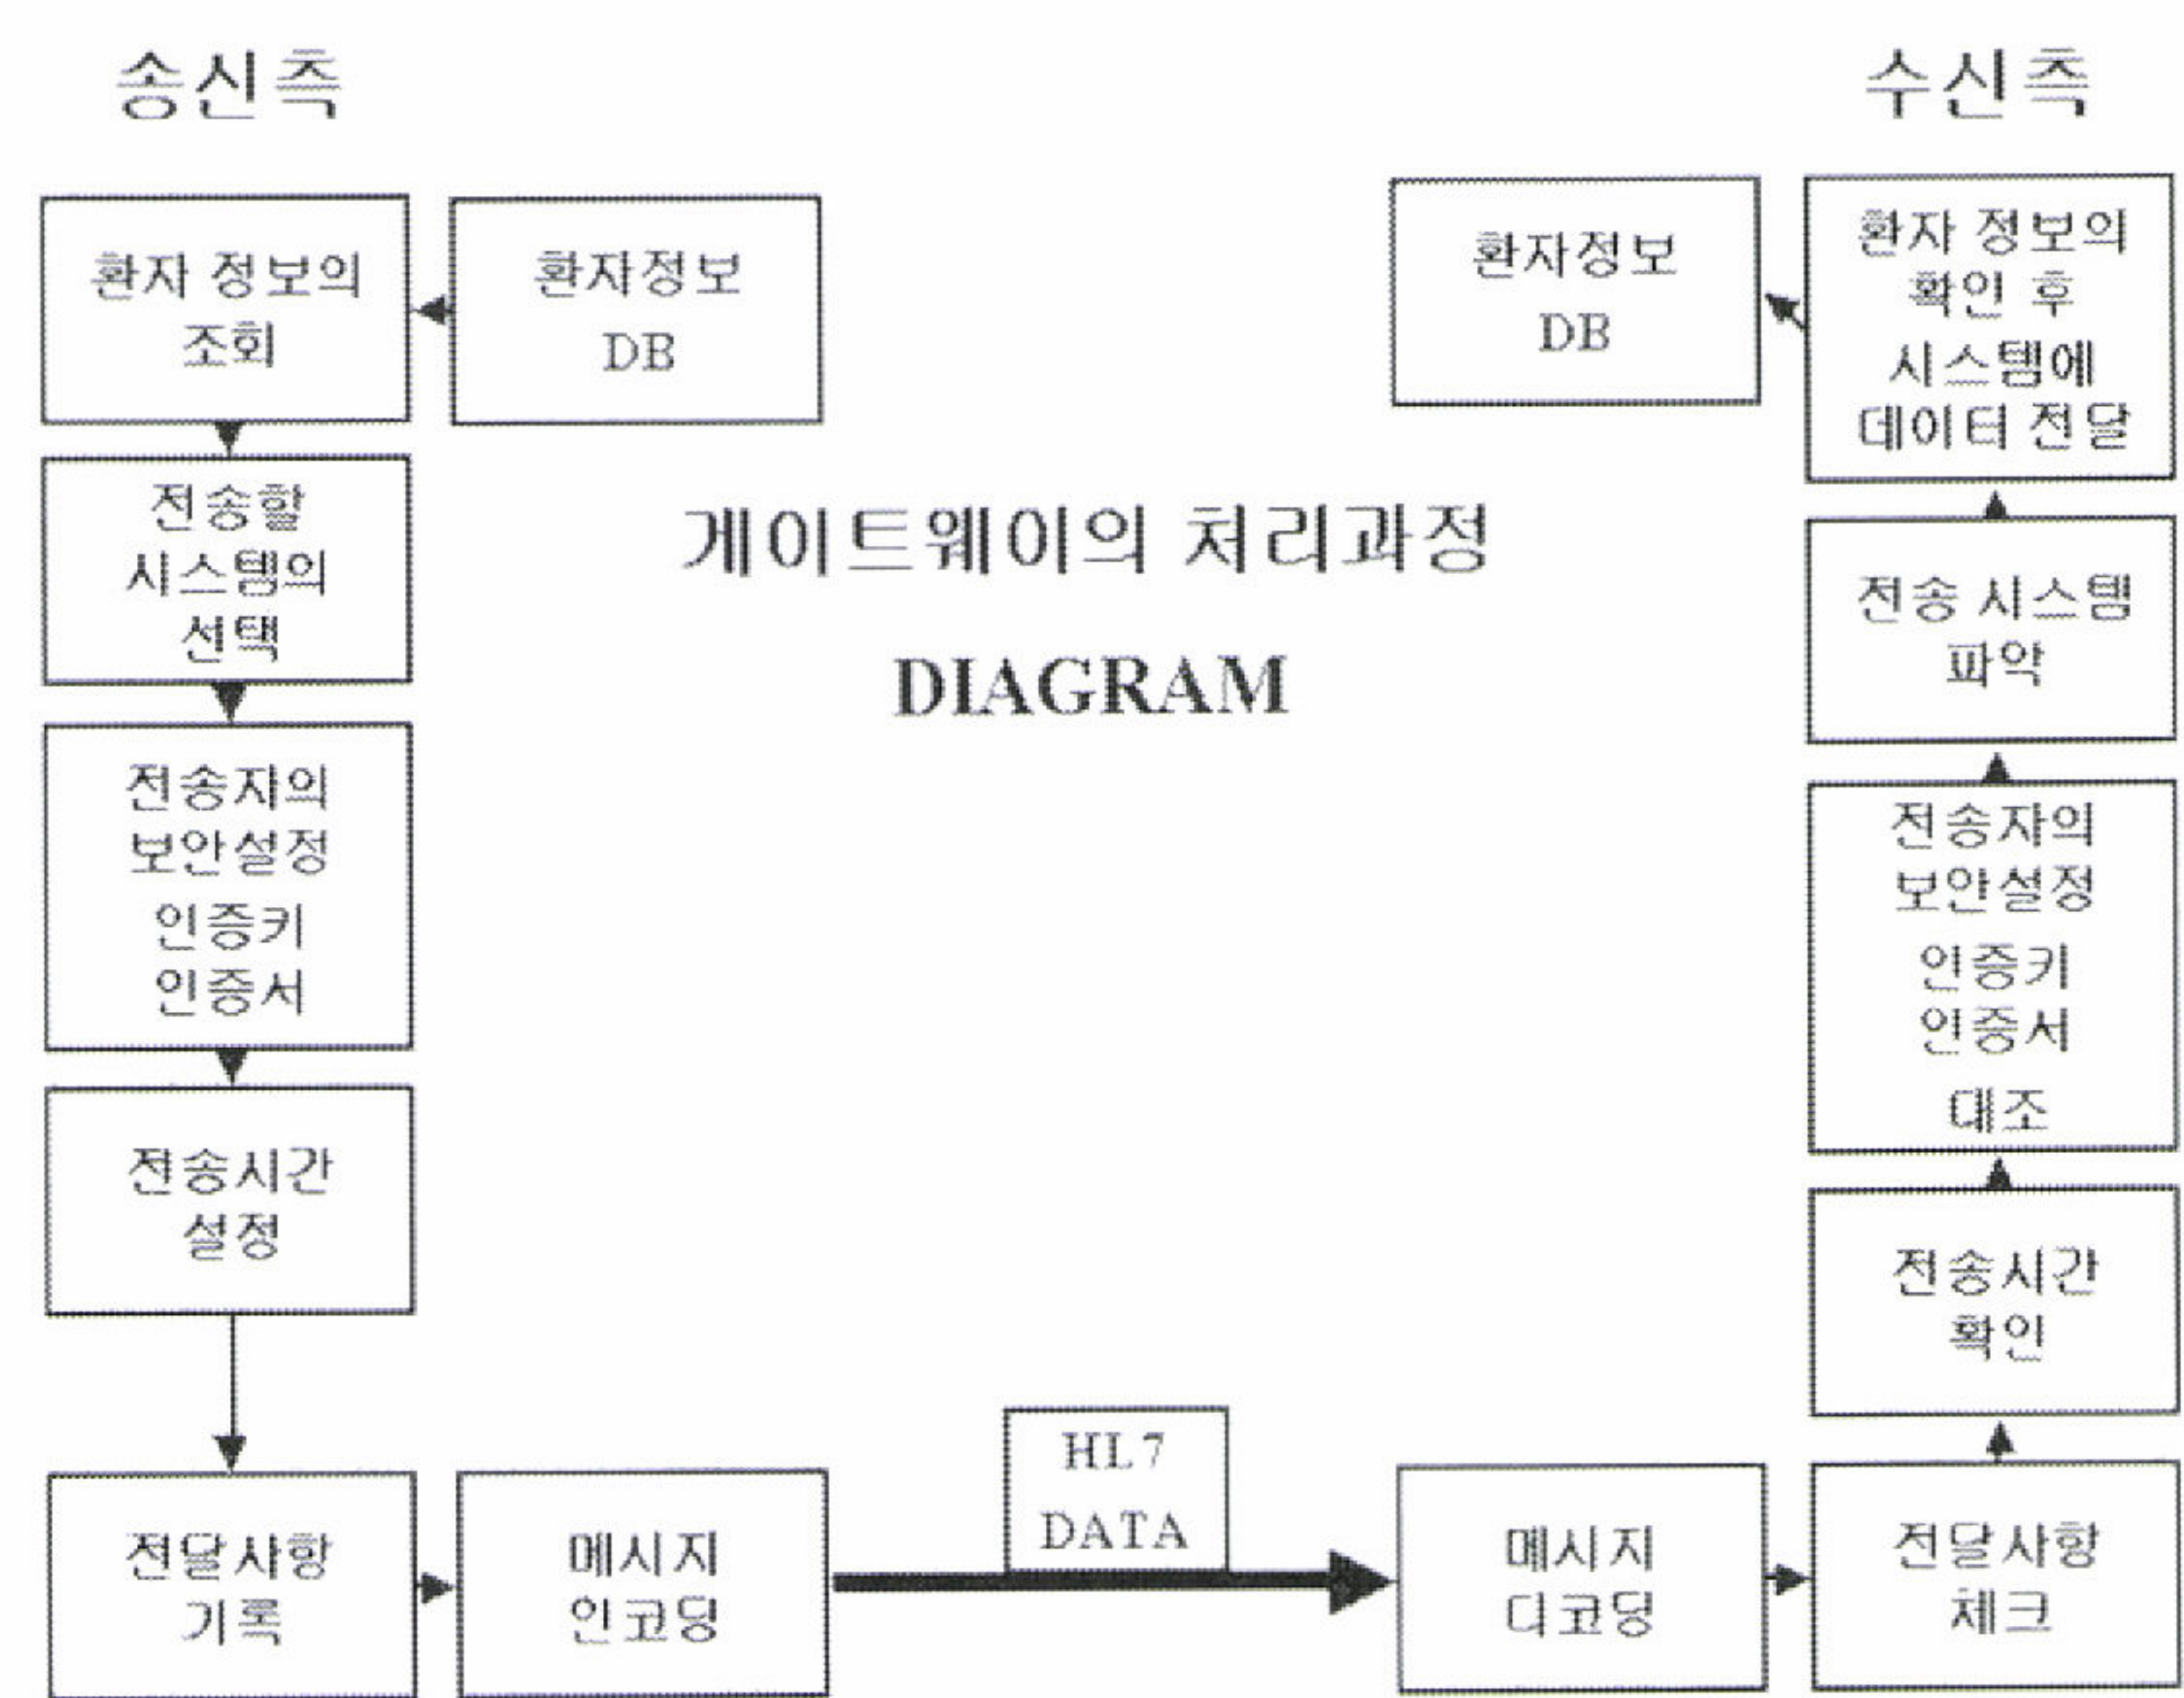 송신측
수신측
환자 정보의
조회
환자정보
DB
환자정보
DB
환자 정보의
확인 후
시스템에
데이터 전달
전송할
시스템의
선택
게이트웨이의 처리과정
DIAGRAM
전송 시스템
파악
전송자의
보안설정
인증키
인증서
전송자의
보안설정
인증키
인증서
대조
전송시간
설정
전송시간
확인
전달사항
기록
메시지
인코딩
HL7
DATA
메시지
디코딩
전달사항
체크